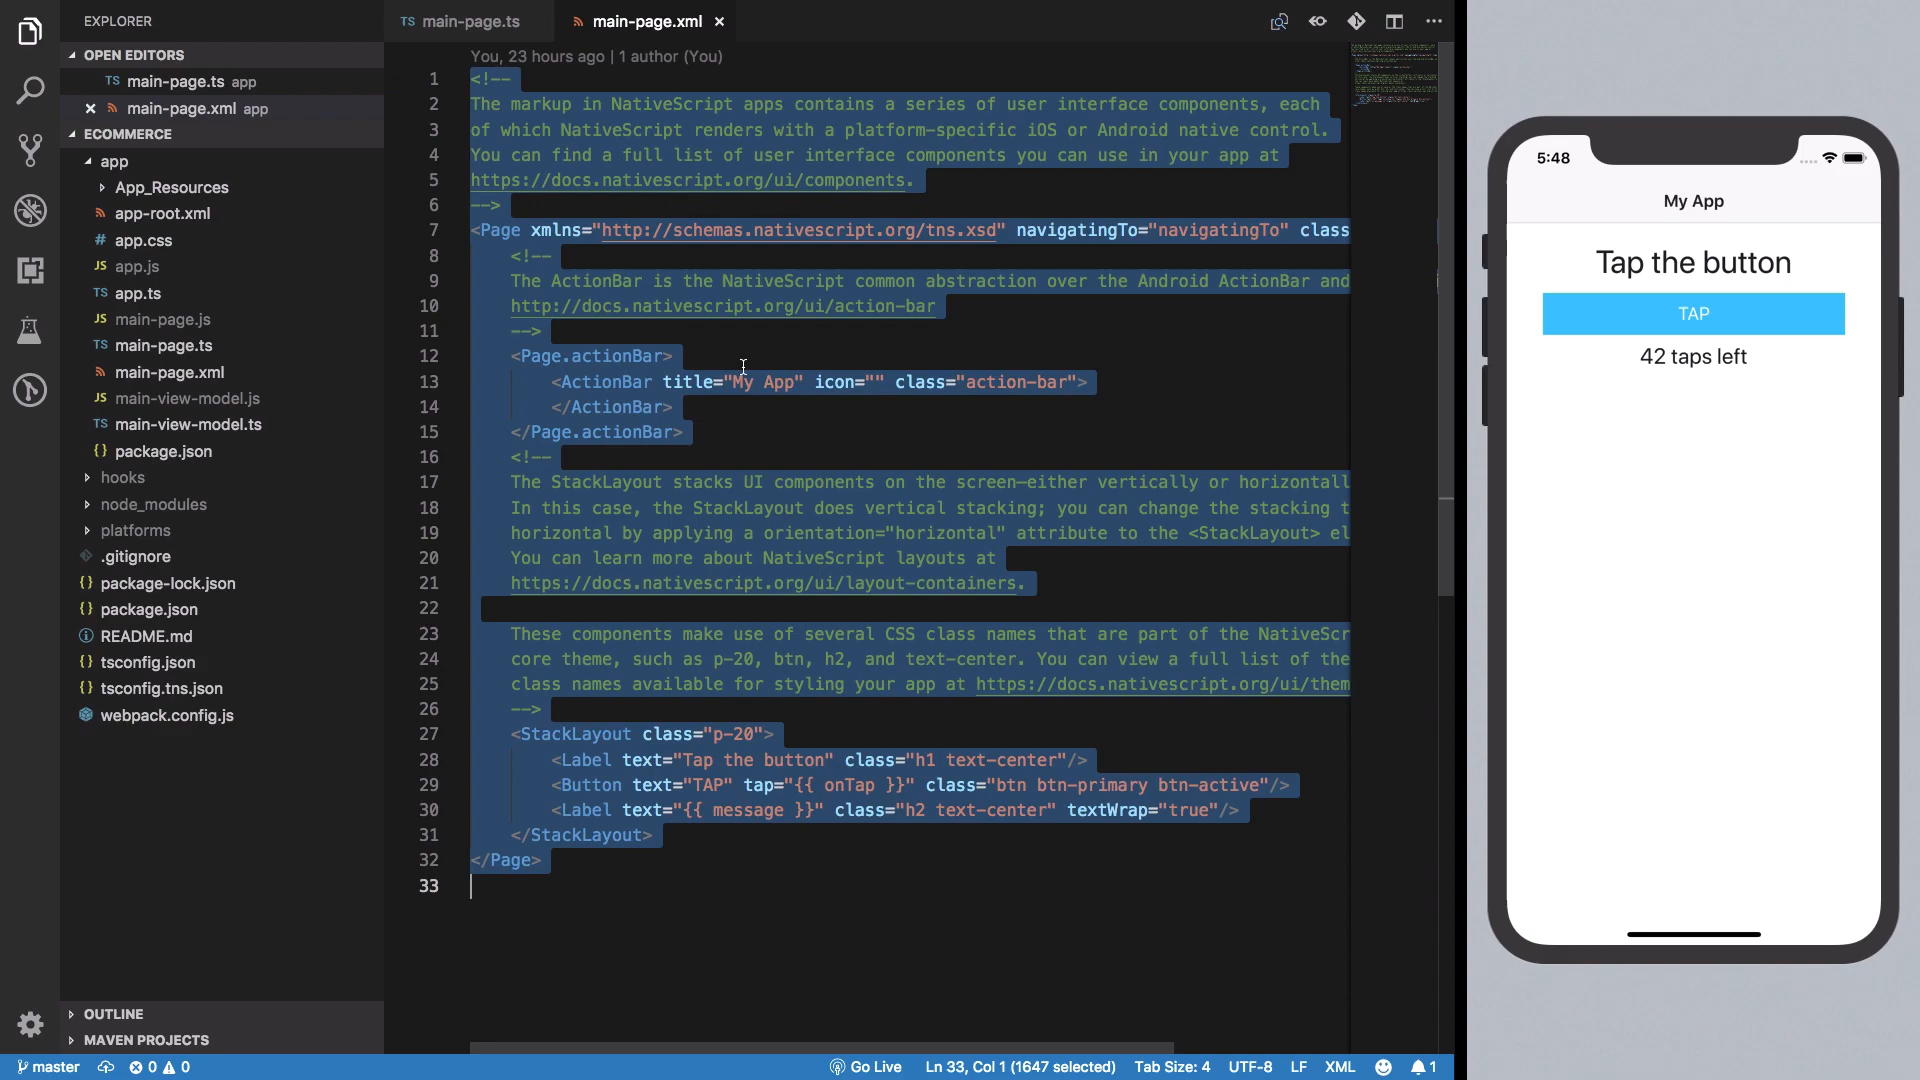 EXPLORER
OPEN EDITORS
TS main-page.ts app
main-page.xml app
ECOMMERCE
app
App_Resources
app-root.xml
# app.css
JS app.js
TS app.ts
JS main-page.js
TS main-page.ts
main-page.xml
JS main-view-model.js
TS main-view-model.ts
{} package.json
hooks
node_modules
platforms
.gitignore
{} package-lock.json
{} package.json
README.md
{} tsconfig.json
{} tsconfig.tns.json
webpack.config.js
OUTLINE
MAVEN PROJECTS
TS main-page.ts
main-page.xml
You, 23 hours ago | 1 author (You)
1 <!--
2 The markup in NativeScript apps contains a series of user interface components, each
3 of which NativeScript renders with a platform-specific iOS or Android native control.
4 You can find a full list of user interface components you can use in your app at
5 https://docs.nativescript.org/ui/components.
6 -->
7 <Page xmlns="http://schemas.nativescript.org/tns.xsd" navigatingTo="navigatingTo" class
8 <!--
9 The ActionBar is the NativeScript common abstraction over the Android ActionBar and
10 http://docs.nativescript.org/ui/action-bar
11 -->
12 <Page.actionBar>
13 <ActionBar title="My App" icon="" class="action-bar">
14 </ActionBar>
15 </Page.actionBar>
16 <!--
17 The StackLayout stacks UI components on the screen—either vertically or horizontall
18 In this case, the StackLayout does vertical stacking; you can change the stacking t
19 horizontal by applying a orientation="horizontal" attribute to the <StackLayout> el
20 You can learn more about NativeScript layouts at
21 https://docs.nativescript.org/ui/layout-containers.
22
23 These components make use of several CSS class names that are part of the NativeScr
24 core theme, such as p-20, btn, h2, and text-center. You can view a full list of the
25 class names available for styling your app at https://docs.nativescript.org/ui/them
26 -->
27 <StackLayout class="p-20">
28 <Label text="Tap the button" class="h1 text-center"/>
29 <Button text="TAP" tap="{{ onTap }}" class="btn btn-primary btn-active"/>
30 <Label text="{{ message }}" class="h2 text-center" textWrap="true"/>
31 </StackLayout>
32 </Page>
33
5:48
My App
Tap the button
TAP
42 taps left
master 0 0 Go Live Ln 33, Col 1 (1647 selected) Tab Size: 4 UTF-8 LF XML 1